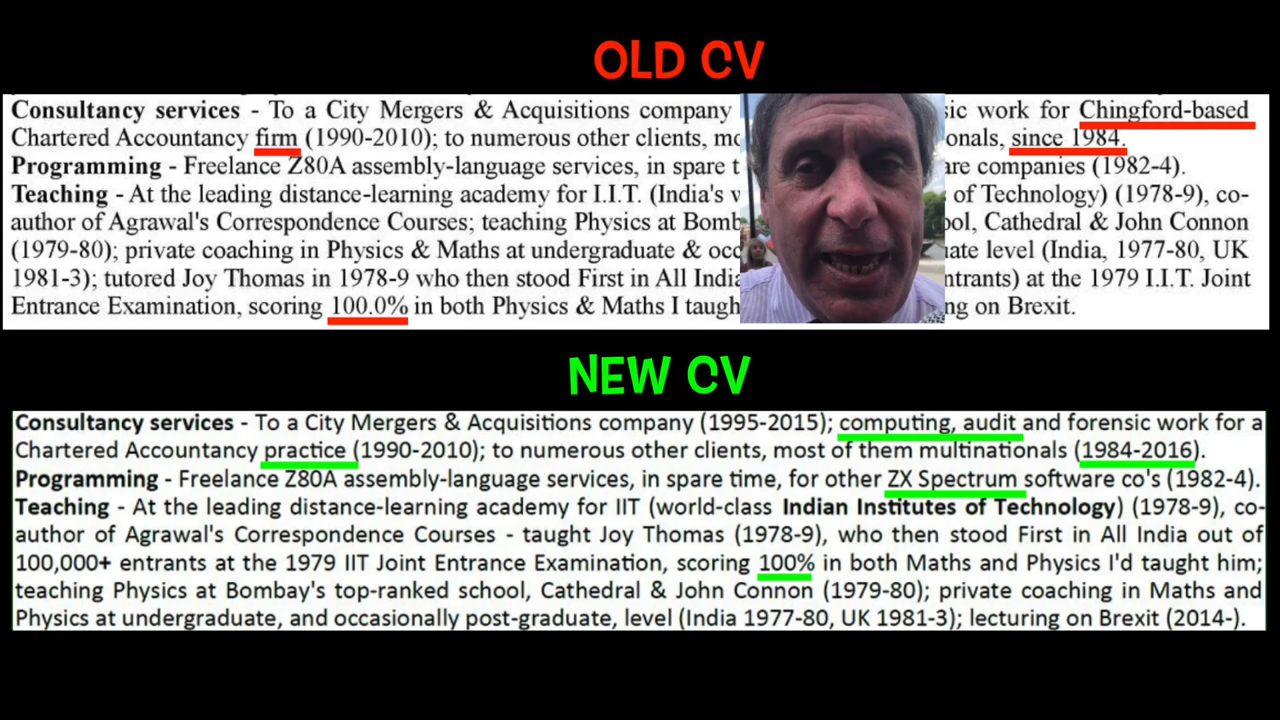 OLD CV
Consultancy services - To a City Mergers & Acquisitions company sic work for Chingford-based
Chartered Accountancy firm (1990-2010); to numerous other clients, mo onals, since 1984.
Programming - Freelance Z80A assembly-language services, in spare t are companies (1982-4).
Teaching - At the leading distance-learning academy for I.I.T. (India's w of Technology) (1978-9), co-
author of Agrawal's Correspondence Courses; teaching Physics at Bomb ool, Cathedral & John Connon
(1979-80); private coaching in Physics & Maths at undergraduate & occ ate level (India, 1977-80, UK
1981-3); tutored Joy Thomas in 1978-9 who then stood First in All India ntrants) at the 1979 I.I.T. Joint
Entrance Examination, scoring 100.0% in both Physics & Maths I taugh ng on Brexit.
NEW CV
Consultancy services - To a City Mergers & Acquisitions company (1995-2015); computing, audit and forensic work for a
Chartered Accountancy practice (1990-2010); to numerous other clients, most of them multinationals (1984-2016).
Programming - Freelance Z80A assembly-language services, in spare time, for other ZX Spectrum software co's (1982-4).
Teaching - At the leading distance-learning academy for IIT (world-class Indian Institutes of Technology) (1978-9), co-
author of Agrawal's Correspondence Courses - taught Joy Thomas (1978-9), who then stood First in All India out of
100,000+ entrants at the 1979 IIT Joint Entrance Examination, scoring 100% in both Maths and Physics I'd taught him;
teaching Physics at Bombay's top-ranked school, Cathedral & John Connon (1979-80); private coaching in Maths and
Physics at undergraduate, and occasionally post-graduate, level (India 1977-80, UK 1981-3); lecturing on Brexit (2014-).